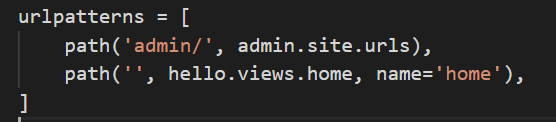 urlpatterns = [
    path('admin/', admin.site.urls),
    path('', hello.views.home, name='home'),
]